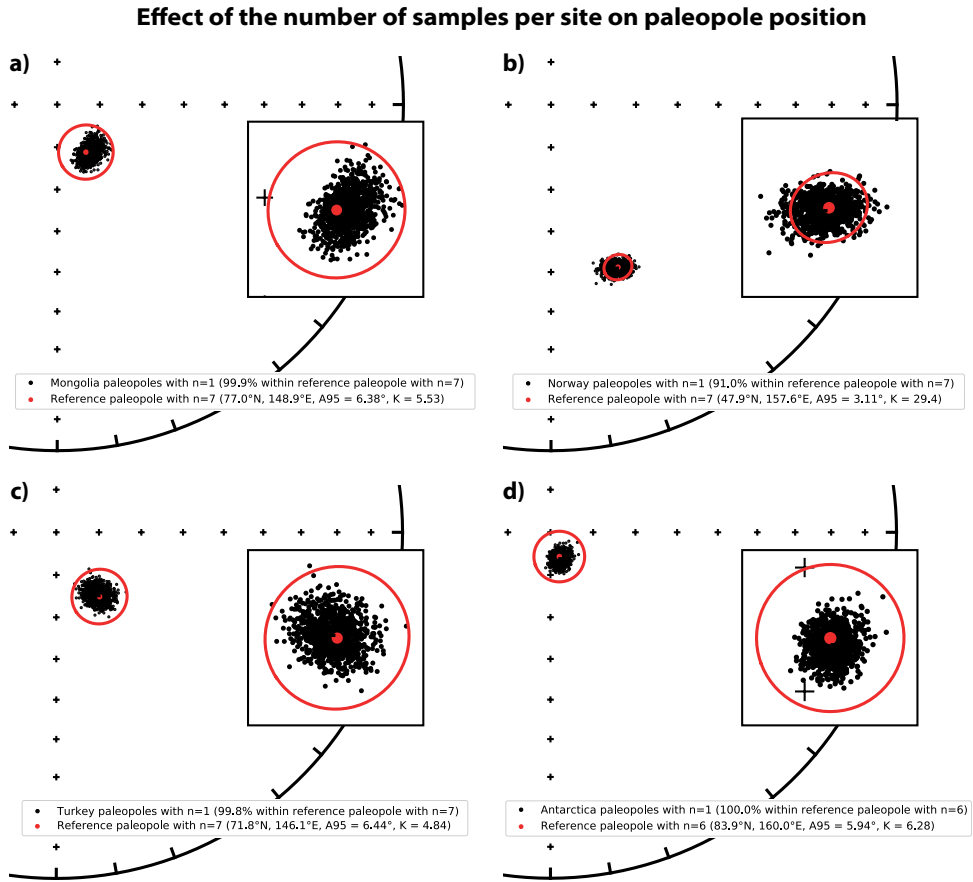 Effect of the number of samples per site on paleopole position
a)
Mongolia paleopoles with n=1 (99.9% within reference paleopole with n=7)
Reference paleopole with n=7 (77.0°N, 148.9°E, A95 = 6.38°, K = 5.53)
b)
Norway paleopoles with n=1 (91.0% within reference paleopole with n=7)
Reference paleopole with n=7 (47.9°N, 157.6°E, A95 = 3.11°, K = 29.4)
c)
Turkey paleopoles with n=1 (99.8% within reference paleopole with n=7)
Reference paleopole with n=7 (71.8°N, 146.1°E, A95 = 6.44°, K = 4.84)
d)
Antarctica paleopoles with n=1 (100.0% within reference paleopole with n=6)
Reference paleopole with n=6 (83.9°N, 160.0°E, A95 = 5.94°, K = 6.28)